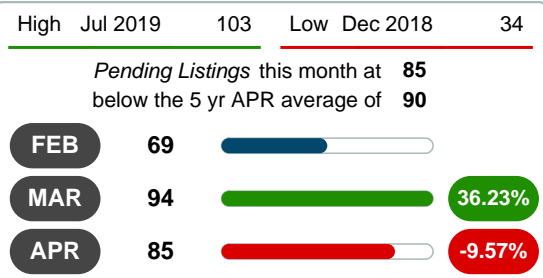 High Jul 2019 103 Low Dec 2018 34
Pending Listings this month at 85
below the 5 yr APR average of 90
FEB 69
MAR 94 36.23%
APR 85 -9.57%